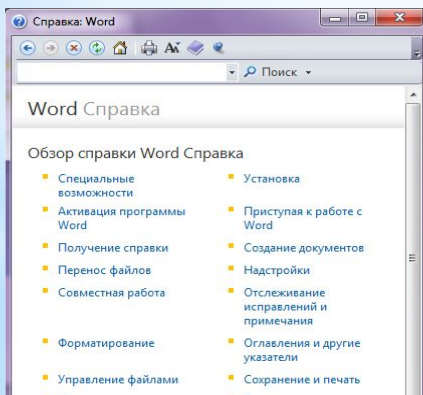 Справка: Word
Поиск
Word Справка
Обзор справки Word Справка
Специальные
возможности
Установка
Активация программы
Word
Приступая к работе с
Word
Получение справки
Создание документов
Перенос файлов
Надстройки
Совместная работа
Отслеживание
исправлений и
примечания
Форматирование
Оглавления и другие
указатели
Управление файлами
Сохранение и печать